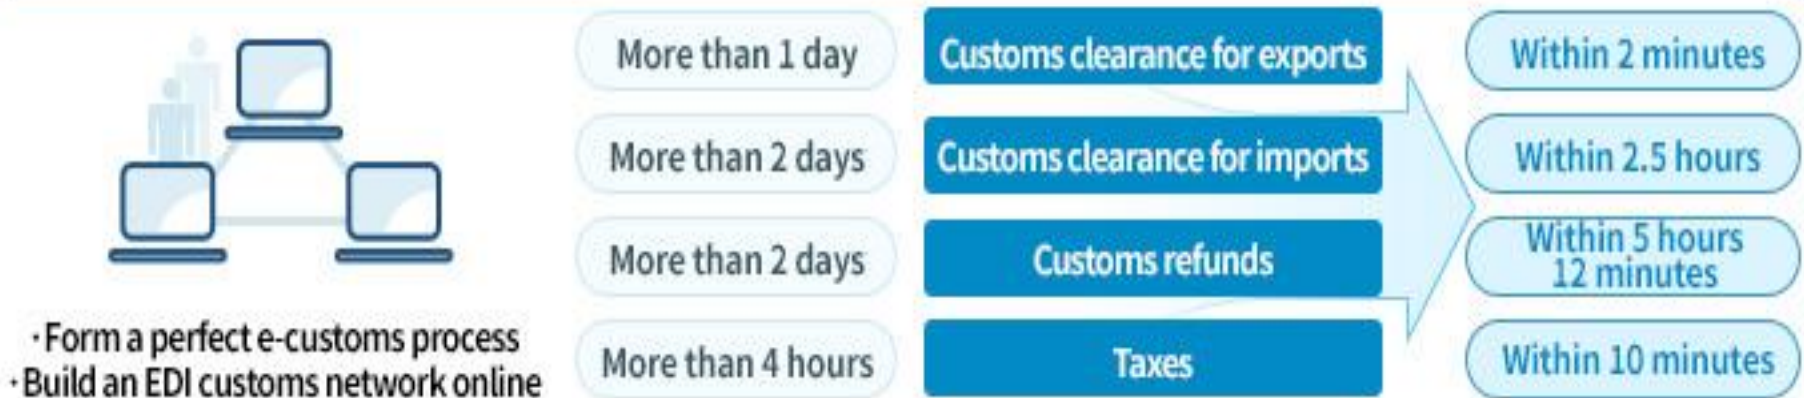 More than 1 day
Customs clearance for exports
Within 2 minutes
More than 2 days
Customs clearance for imports
Within 2.5 hours
More than 2 days
Customs refunds
Within 5 hours
12 minutes
More than 4 hours
Taxes
Within 10 minutes
·Form a perfect e-customs process
·Build an EDI customs network online